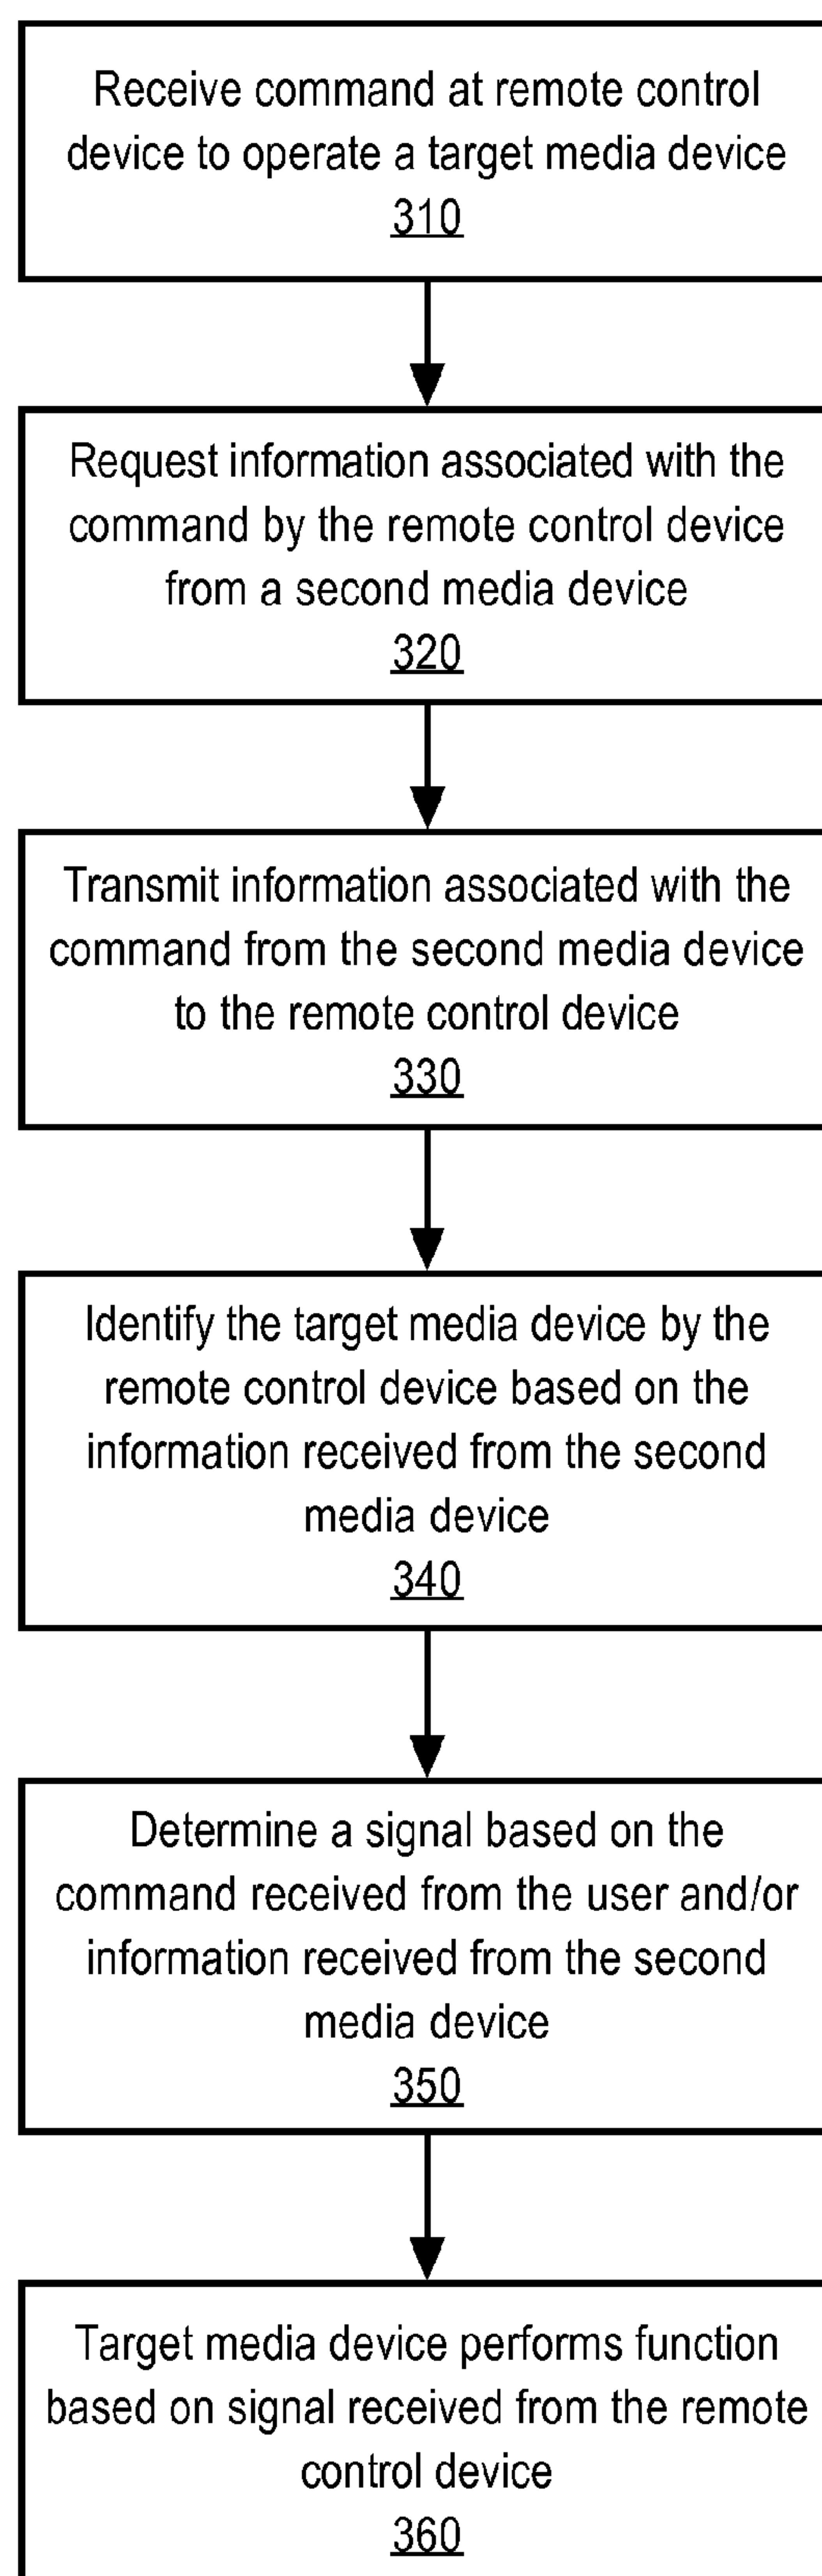 Receive command at remote control
device to operate a target media device
310
Request information associated with the
command by the remote control device
from a second media device
320
Transmit information associated with the
command from the second media device
to the remote control device
330
Identify the target media device by the
remote control device based on the
information received from the second
media device
340
Determine a signal based on the
command received from the user and/or
information received from the second
media device
350
Target media device performs function
based on signal received from the remote
control device
360